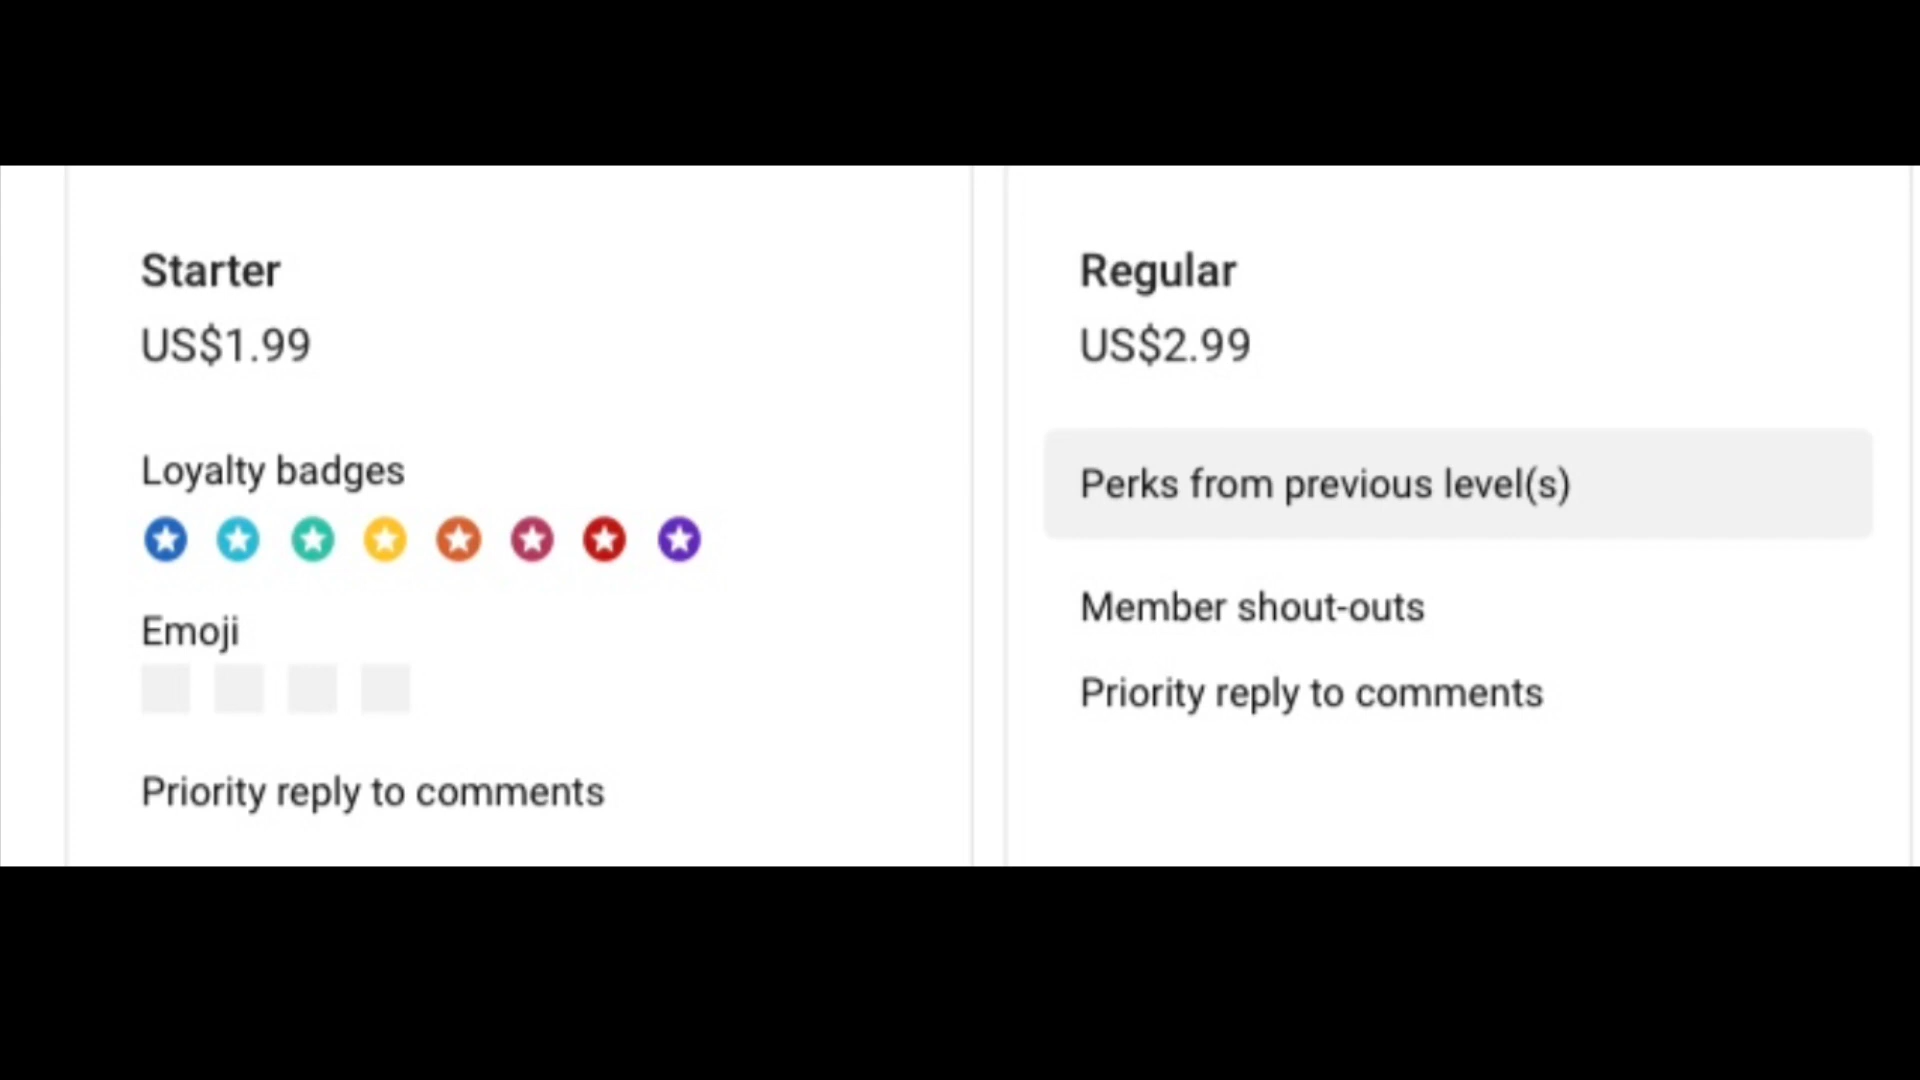 Starter
US$1.99
Loyalty badges
Emoji
Priority reply to comments
Regular
US$2.99
Perks from previous level(s)
Member shout-outs
Priority reply to comments